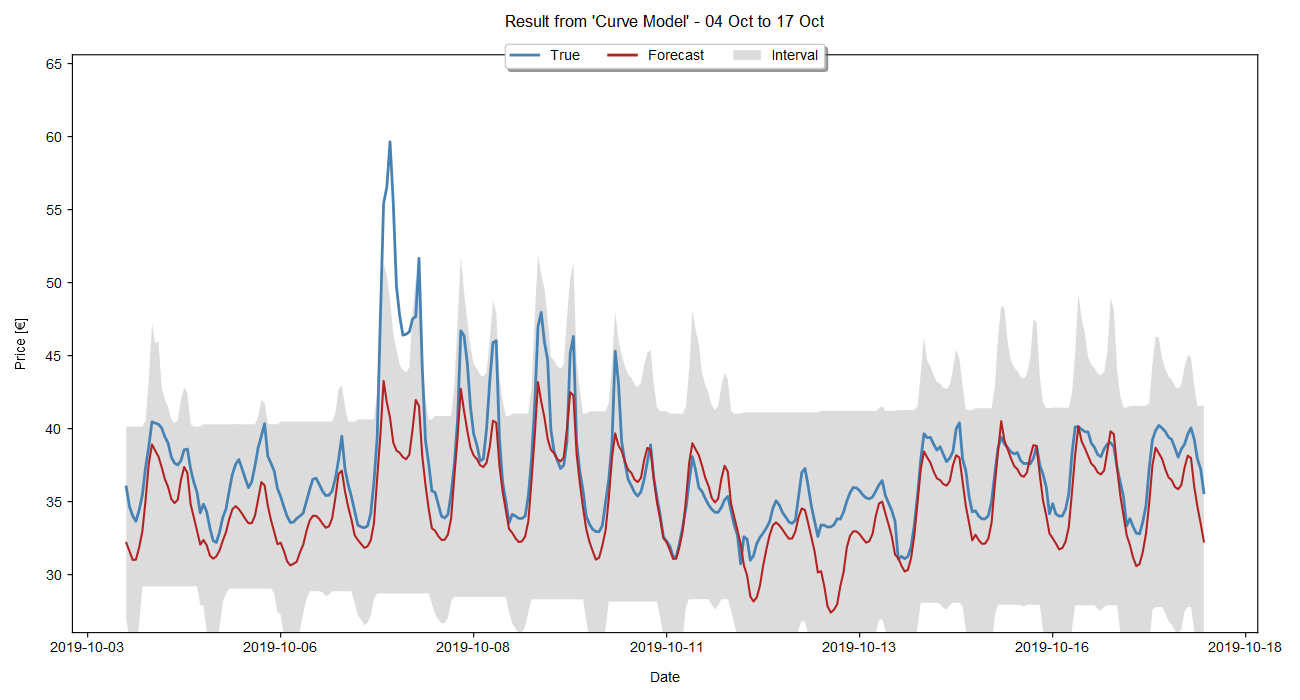 Result from 'Curve Model' - 04 Oct to 17 Oct
True Forecast Interval
65
60
55
50
45
40
35
30
Price [€]
2019-10-03 2019-10-06 2019-10-08 2019-10-11 2019-10-13 2019-10-16 2019-10-18
Date